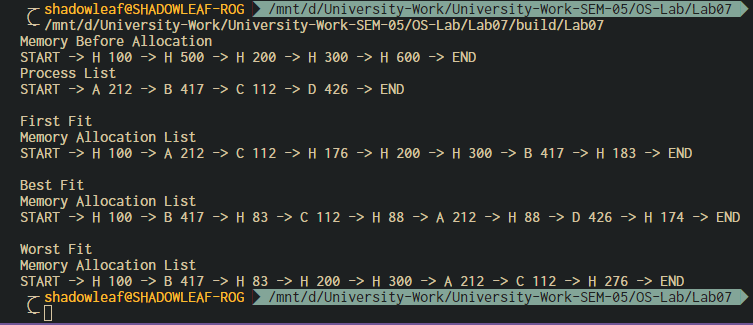 shadowleaf@SHADOWLEAF-ROG /mnt/d/University-Work/University-Work-SEM-05/OS-Lab/Lab07
/mnt/d/University-Work/University-Work-SEM-05/OS-Lab/Lab07/build/Lab07
Memory Before Allocation
START -> H 100 -> H 500 -> H 200 -> H 300 -> H 600 -> END
Process List
START -> A 212 -> B 417 -> C 112 -> D 426 -> END
First Fit
Memory Allocation List
START -> H 100 -> A 212 -> C 112 -> H 176 -> H 200 -> H 300 -> B 417 -> H 183 -> END
Best Fit
Memory Allocation List
START -> H 100 -> B 417 -> H 83 -> C 112 -> H 88 -> A 212 -> H 88 -> D 426 -> H 174 -> END
Worst Fit
Memory Allocation List
START -> H 100 -> B 417 -> H 83 -> H 200 -> H 300 -> A 212 -> C 112 -> H 276 -> END
shadowleaf@SHADOWLEAF-ROG /mnt/d/University-Work/University-Work-SEM-05/OS-Lab/Lab07